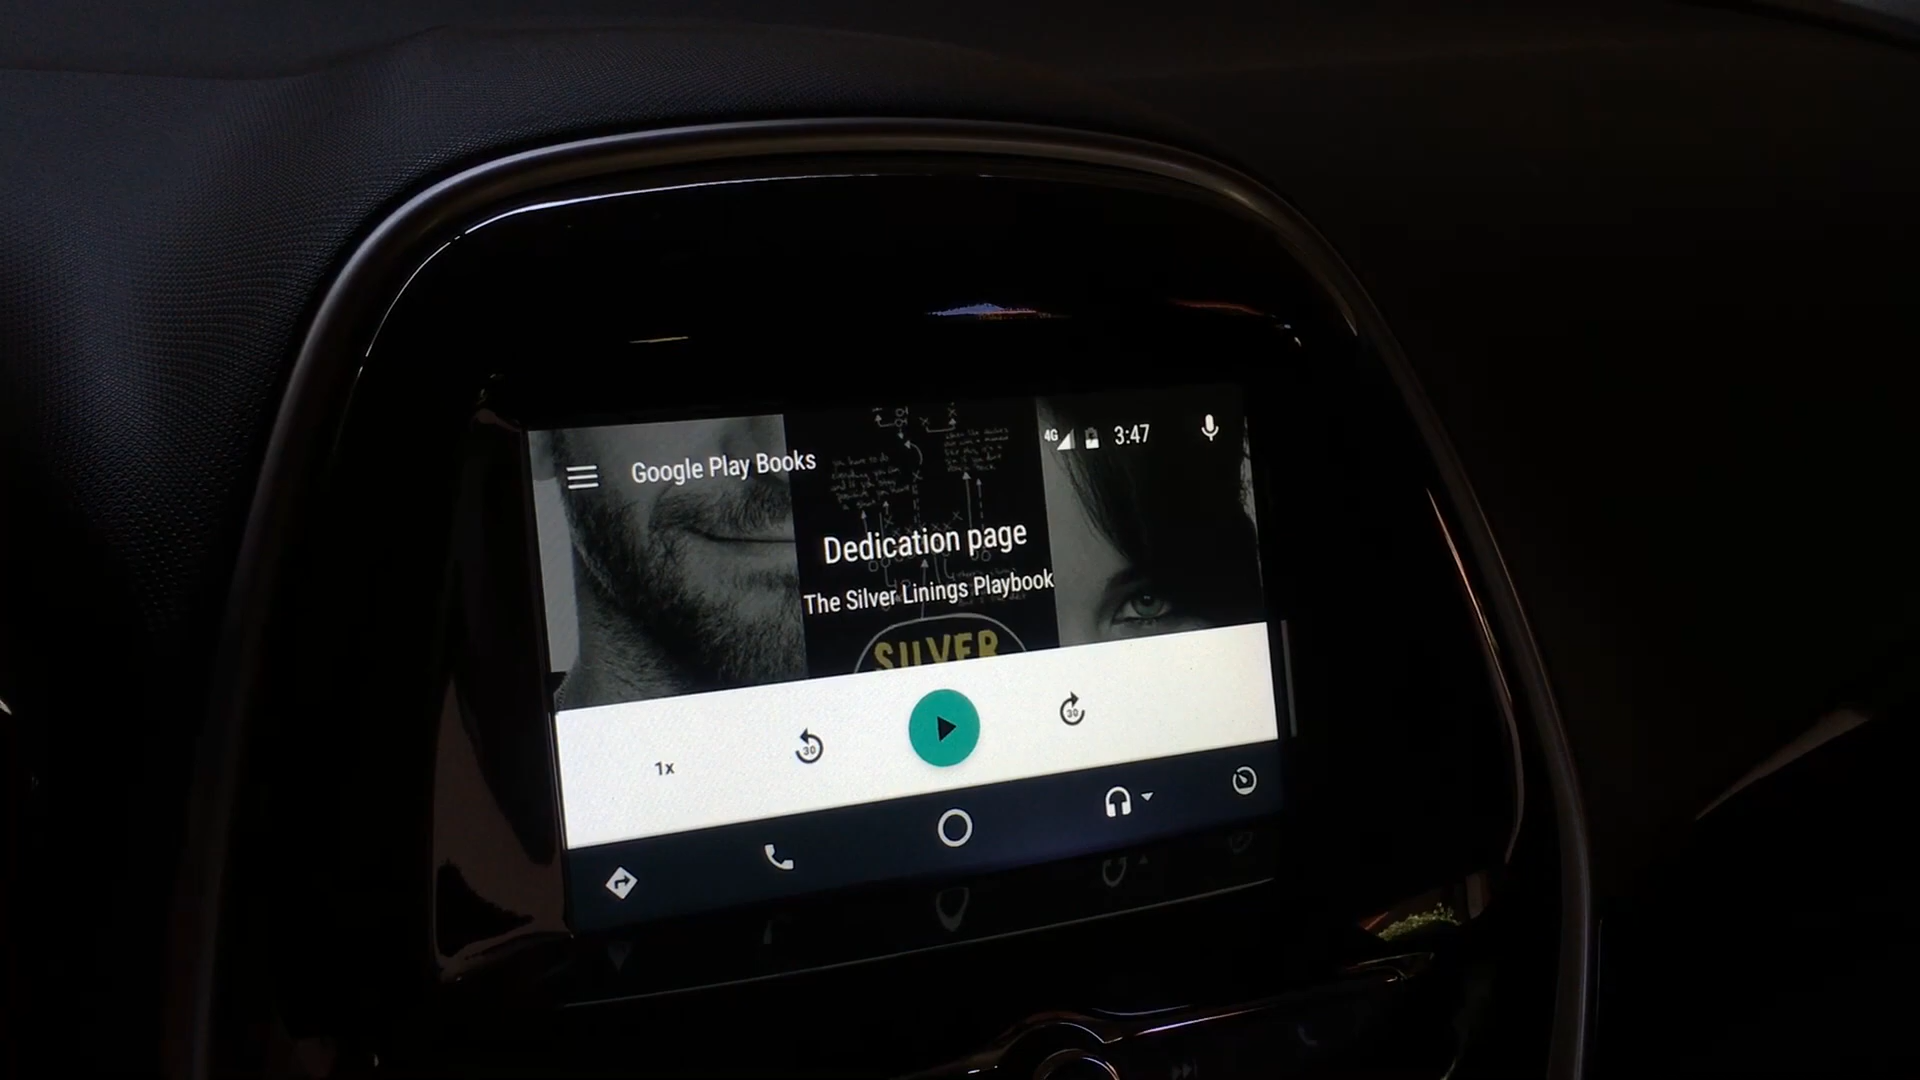 Google Play Books
4G 3:47
Dedication page
The Silver Linings Playbook
SILVER
1x
30
30